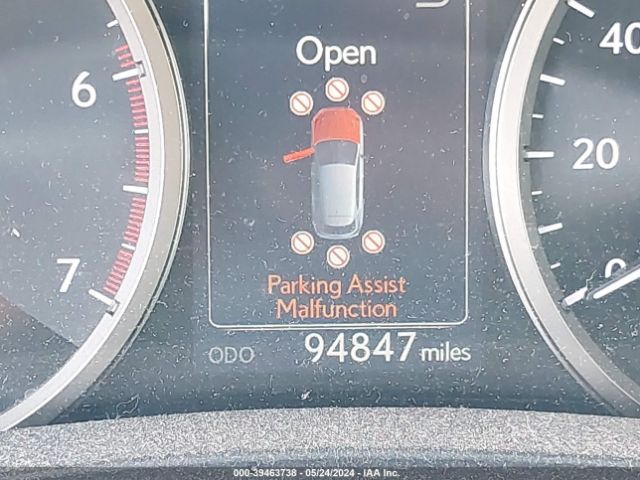 Open
6
7
40
20
0
Parking Assist
Malfunction
ODO 94847 miles
000-39463738 - 05/24/2024 - IAA Inc.